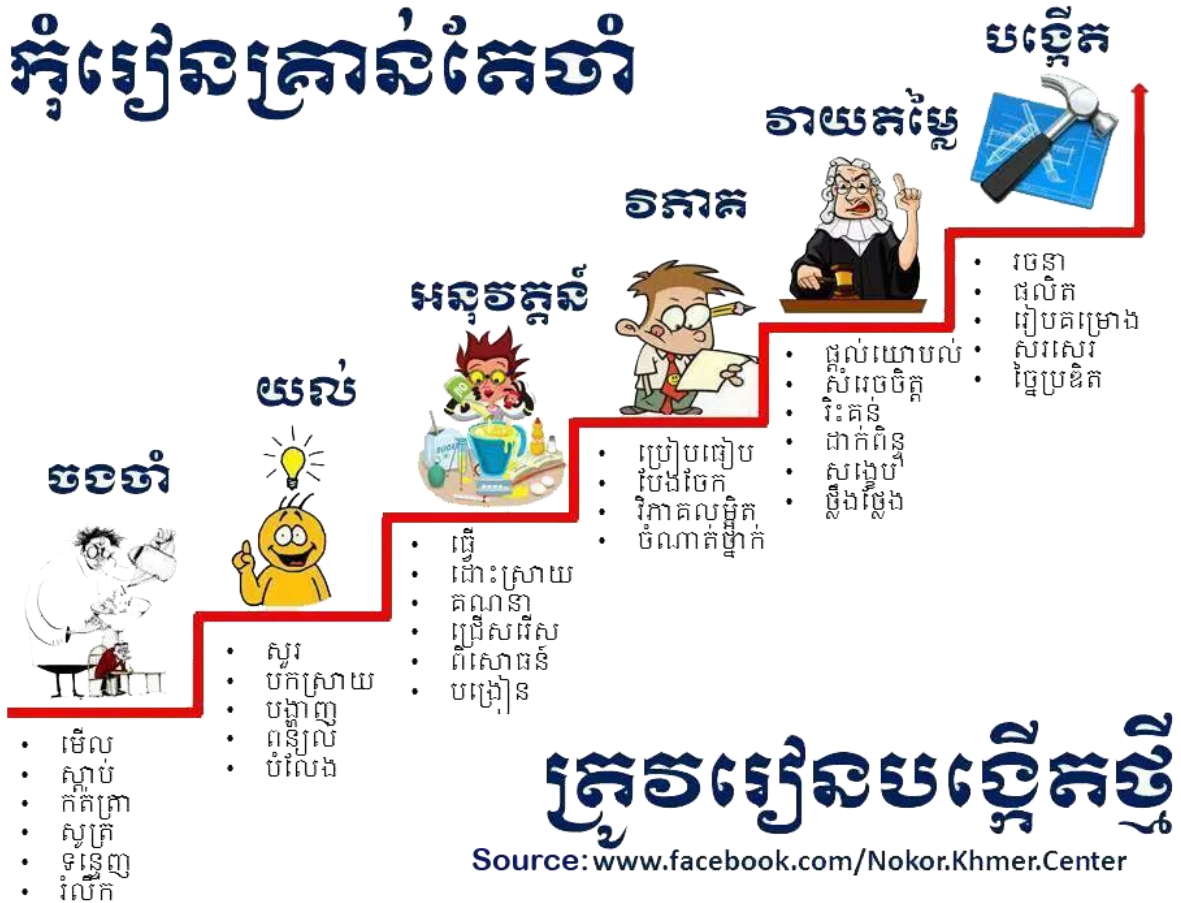 កុំរៀនគ្រាន់តែចាំ
ចងចាំ
មើល
ស្តាប់
កត់ត្រា
សូត្រ
ទន្ទេញ
រំលឹក
យល់
សួរ
បកស្រាយ
បង្ហាញ
ពន្យល់
បំលែង
អនុវត្តន៍
ធ្វើ
ដោះស្រាយ
គណនា
ជ្រើសរើស
ពិសោធន៍
បង្រៀន
វិភាគ
ប្រៀបធៀប
បែងចែក
វិភាគលម្អិត
ចំណាត់ថ្នាក់
វាយតម្លៃ
ផ្តល់យោបល់
សំរេចចិត្ត
រិះគន់
ដាក់ពិន្ទុ
សង្ខេប
ថ្លឹងថ្លែង
បង្កើត
រចនា
ផលិត
រៀបគម្រោង
សរសេរ
ច្នៃប្រឌិត
ត្រូវរៀនបង្កើតថ្មី
Source: www.facebook.com/Nokor.Khmer.Center